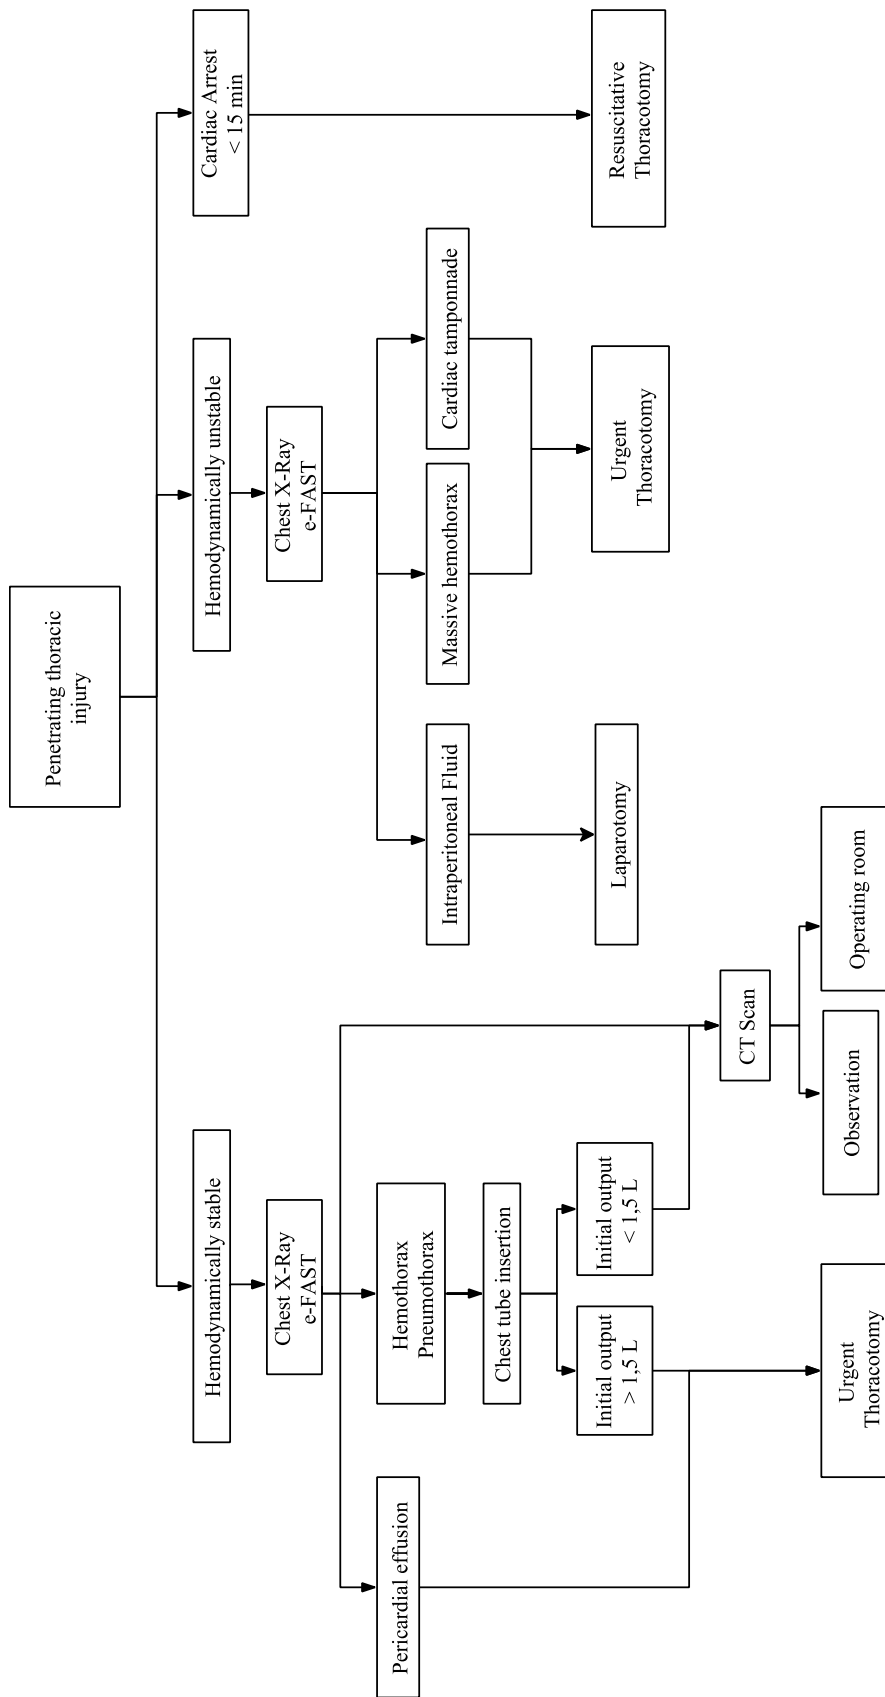 Penetrating thoracic
injury
Hemodynamically stable
Hemodynamically unstable
Cardiac Arrest
< 15 min
Chest X-Ray
e-FAST
Chest X-Ray
e-FAST
Pericardial effusion
Hemothorax
Pneumothorax
Intraperitoneal Fluid
Massive hemothorax
Cardiac tamponnade
Chest tube insertion
Initial output
> 1,5 L
Initial output
< 1,5 L
Laparotomy
Urgent
Thoracotomy
Resuscitative
Thoracotomy
CT Scan
Urgent
Thoracotomy
Observation
Operating room